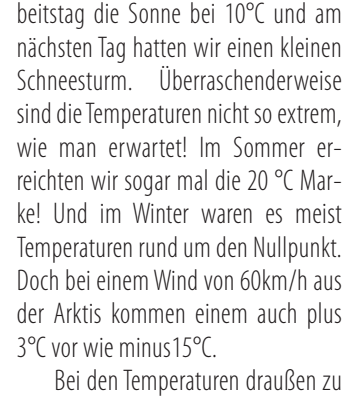 beitstag die Sonne bei 10°C und am
nächsten Tag hatten wir einen kleinen
Schneesturm. Überraschenderweise
sind die Temperaturen nicht so extrem,
wie man erwartet! Im Sommer er-
reichten wir sogar mal die 20 °C Mar-
ke! Und im Winter waren es meist
Temperaturen rund um den Nullpunkt.
Doch bei einem Wind von 60km/h aus
der Arktis kommen einem auch plus
3°C vor wie minus15°C.
Bei den Temperaturen draußen zu